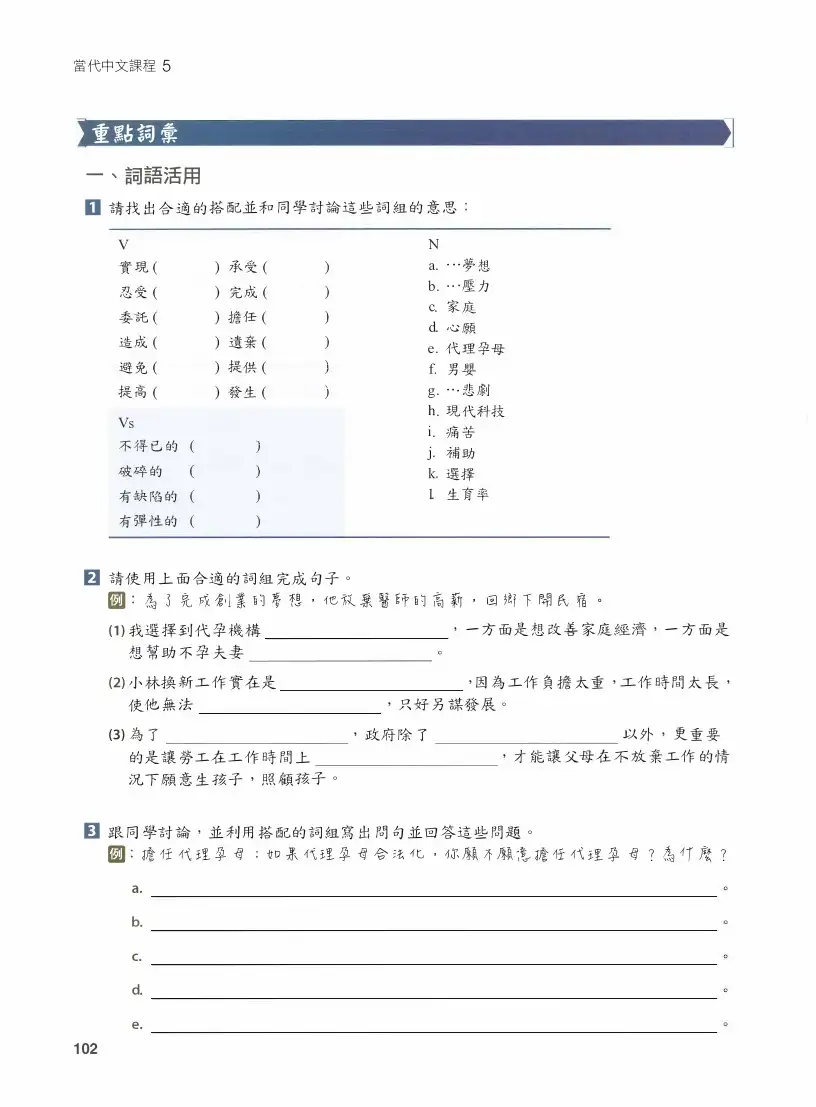 當代中文課程 5
重點詞彙
一、詞語活用
1 請找出合適的搭配並和同學討論這些詞組的意思：
V
實現 ( ) 承受 ( )
忍受 ( ) 完成 ( )
委託 ( ) 擔任 ( )
造成 ( ) 遺棄 ( )
避免 ( ) 提供 ( )
提高 ( ) 發生 ( )
Vs
不得已的 ( )
破碎的 ( )
有缺陷的 ( )
有彈性的 ( )
N
a. …夢想
b. …壓力
c. 家庭
d. 心願
e. 代理孕母
f. 男嬰
g. …悲劇
h. 現代科技
i. 痛苦
j. 補助
k. 選擇
l. 生育率
2 請使用上面合適的詞組完成句子。
例：為了完成創業的夢想，他放棄醫師的高薪，回鄉下開民宿。
(1) 我選擇到代孕機構 ，一方面是想改善家庭經濟，一方面是
想幫助不孕夫妻 。
(2) 小林換新工作實在是 ，因為工作負擔太重，工作時間太長，
使他無法 ，只好另謀發展。
(3) 為了 ，政府除了 以外，更重要
的是讓勞工在工作時間上 ，才能讓父母在不放棄工作的情
況下願意生孩子，照顧孩子。
3 跟同學討論，並利用搭配的詞組寫出問句並回答這些問題。
例：擔任代理孕母：如果代理孕母合法化，你願不願意擔任代理孕母？為什麼？
a. 。
b. 。
c. 。
d. 。
e. 。
102